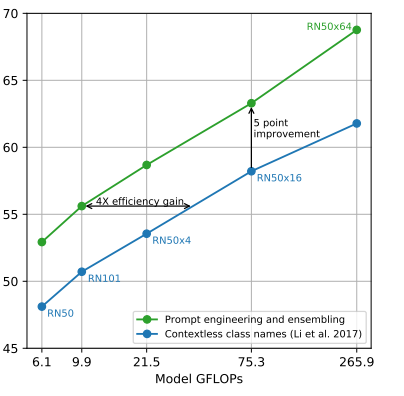 70
65
60
55
50
45
RN50x64
5 point
improvement
RN50x16
4X efficiency gain
RN50x4
RN101
RN50
Prompt engineering and ensembling
Contextless class names (Li et al. 2017)
6.1 9.9 21.5 75.3 265.9
Model GFLOPs